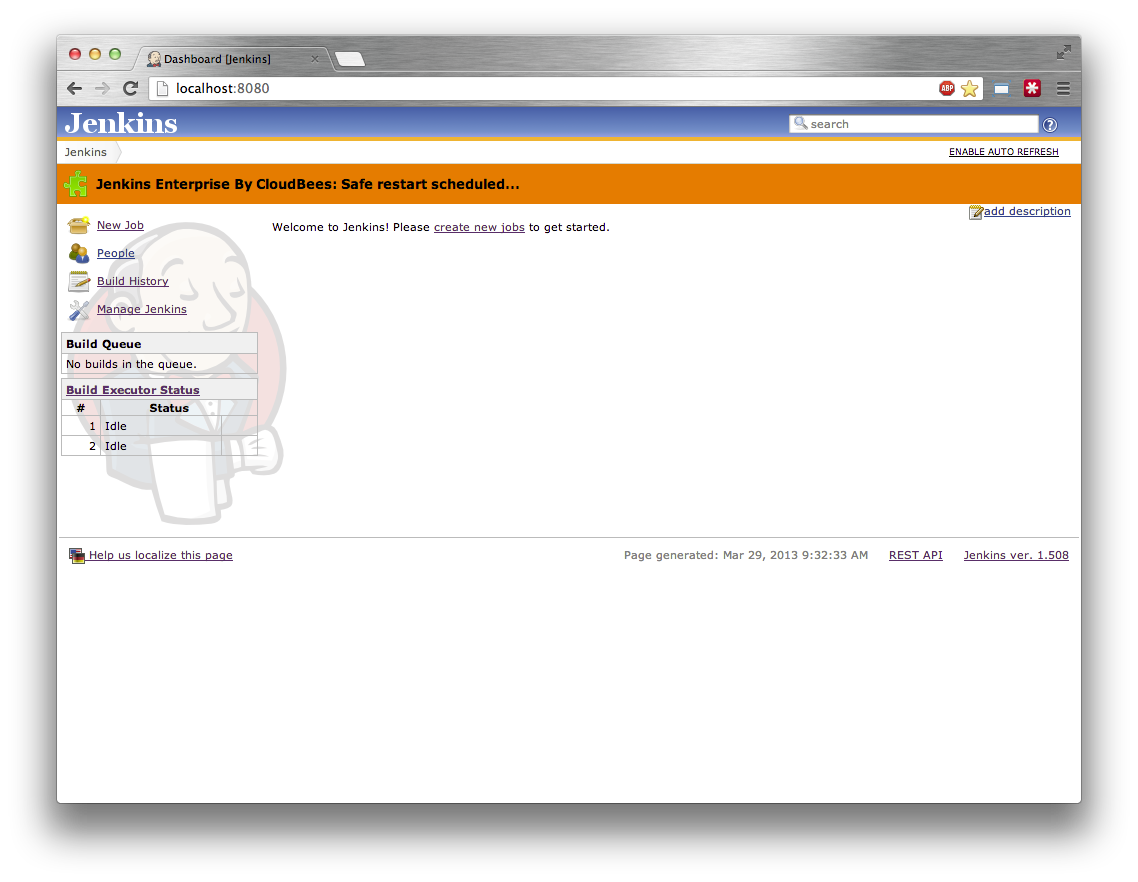 Dashboard [Jenkins]
localhost:8080
ABP
Jenkins
search
Jenkins
ENABLE AUTO REFRESH
Jenkins Enterprise By CloudBees: Safe restart scheduled...
add description
New Job
Welcome to Jenkins! Please create new jobs to get started.
People
Build History
Manage Jenkins
Build Queue
No builds in the queue.
Build Executor Status
# Status
1 Idle
2 Idle
Help us localize this page
Page generated: Mar 29, 2013 9:32:33 AM REST API Jenkins ver. 1.508